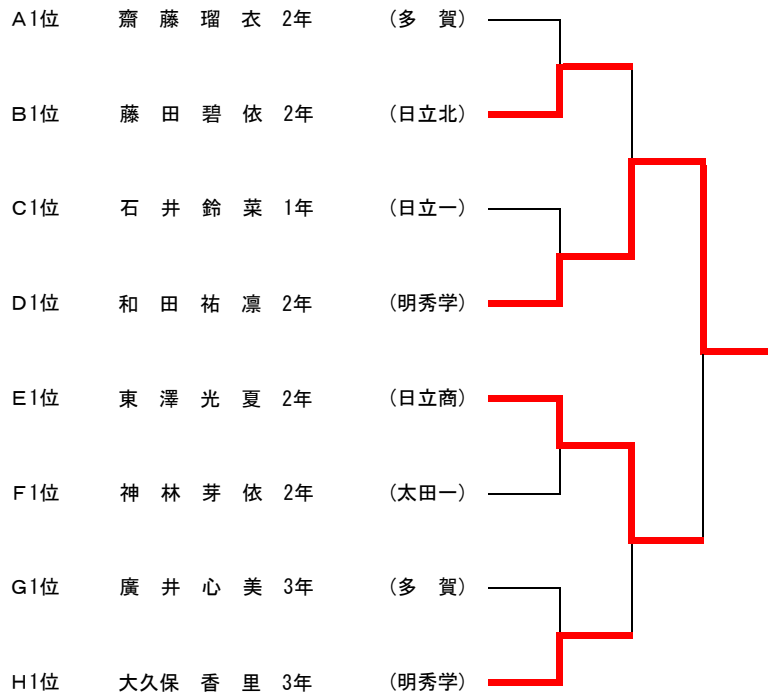 A1位 齋藤瑠衣 2年 (多 賀)
B1位 藤田碧依 2年 (日立北)
C1位 石井鈴菜 1年 (日立一)
D1位 和田祐凛 2年 (明秀学)
E1位 東澤光夏 2年 (日立商)
F1位 神林芽依 2年 (太田一)
G1位 廣井心美 3年 (多 賀)
H1位 大久保香里 3年 (明秀学)